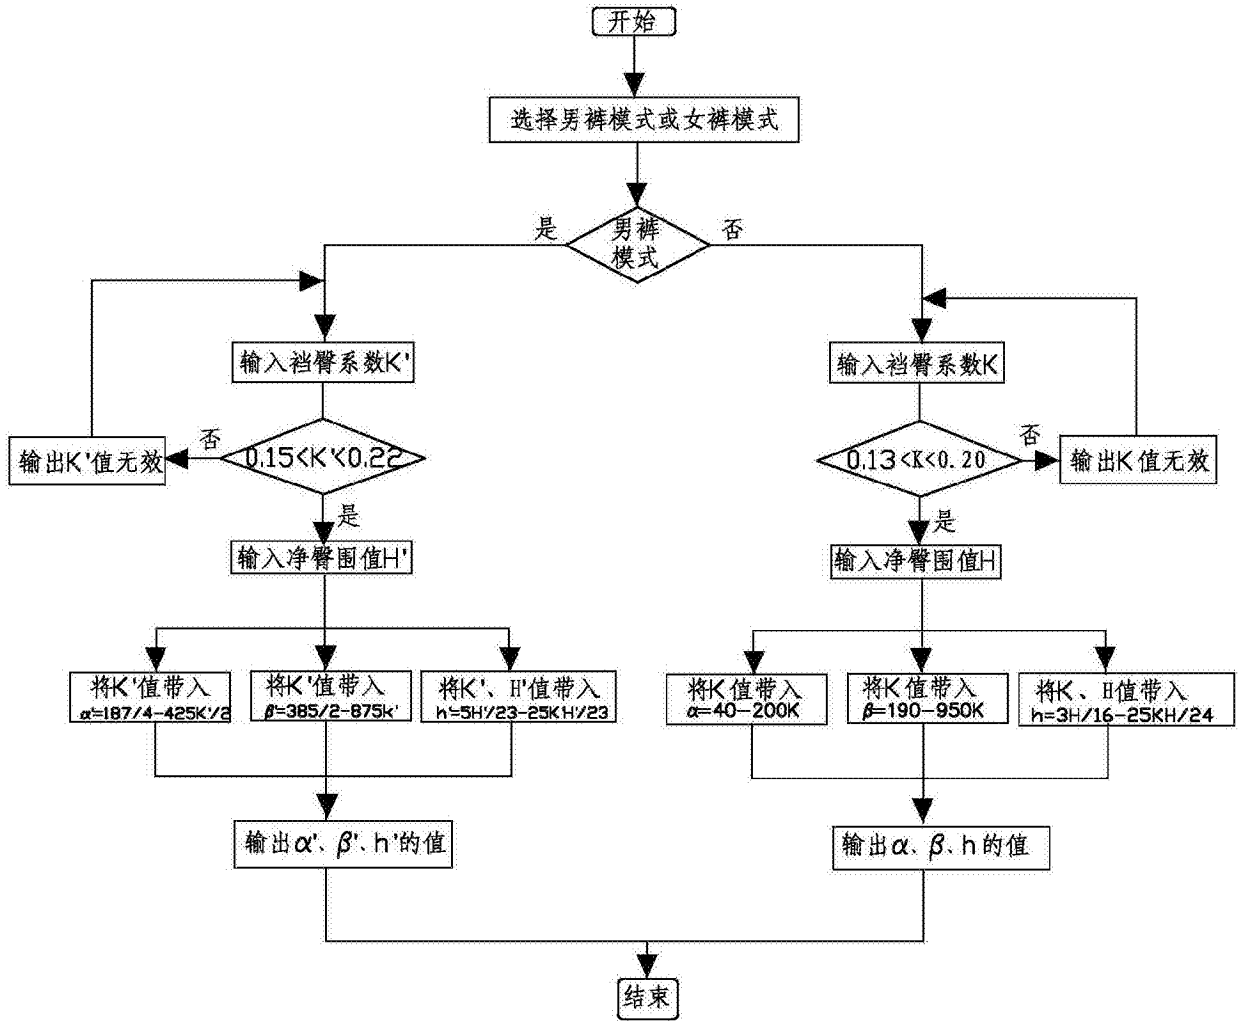 开始
选择男裤模式或女裤模式
是
男裤
模式
否
输入裆臀系数K'
输入裆臀系数K
输出K'值无效
否
0.15<K'<0.22
0.13<K<0.20
否
输出K值无效
是
是
输入净臀围值H'
输入净臀围值H
将K'值带入
α'=187/4-425K'/2
将K'值带入
β'=385/2-875k'
将K'、H'值带入
h'=5H'/23-25K'H'/23
将K值带入
α=40-200K
将K值带入
β=190-950K
将K、H值带入
h=3H/16-25KH/24
输出α'、β'、h'的值
输出α、β、h的值
结束